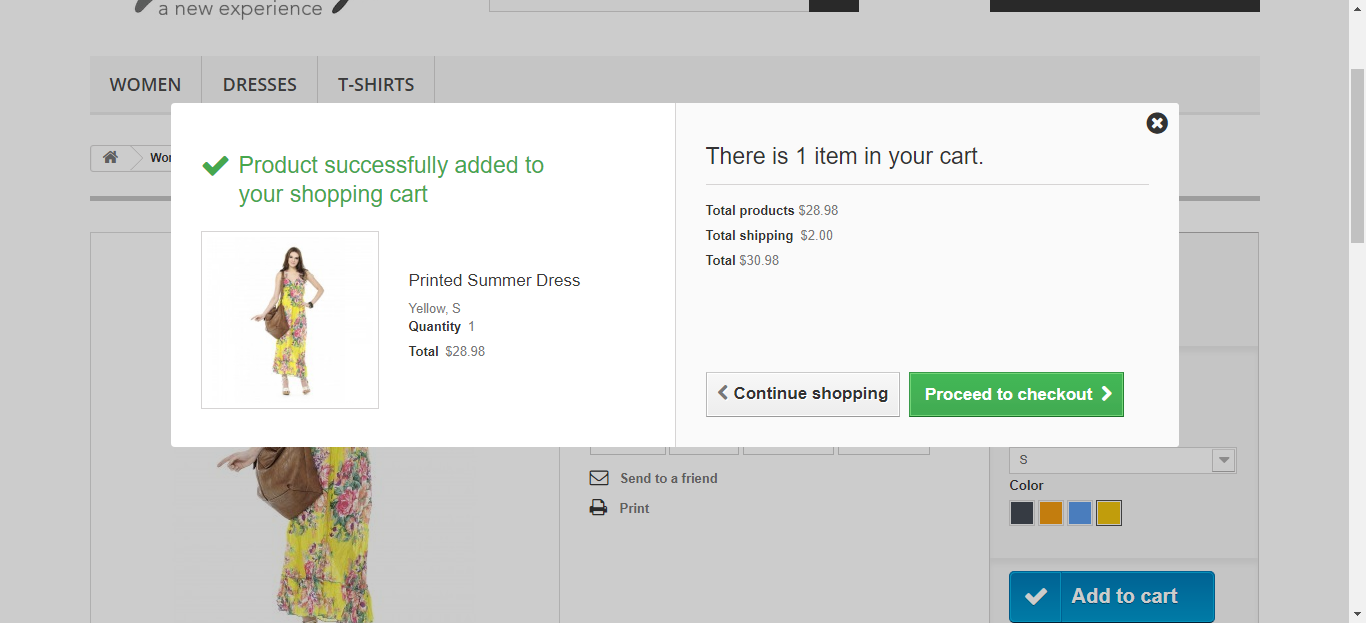 a new experience
WOMEN
DRESSES
T-SHIRTS
Product successfully added to
your shopping cart
Printed Summer Dress
Yellow, S
Quantity 1
Total $28.98
There is 1 item in your cart.
Total products $28.98
Total shipping $2.00
Total $30.98
Continue shopping
Proceed to checkout
Send to a friend
Print
S
Color
Add to cart